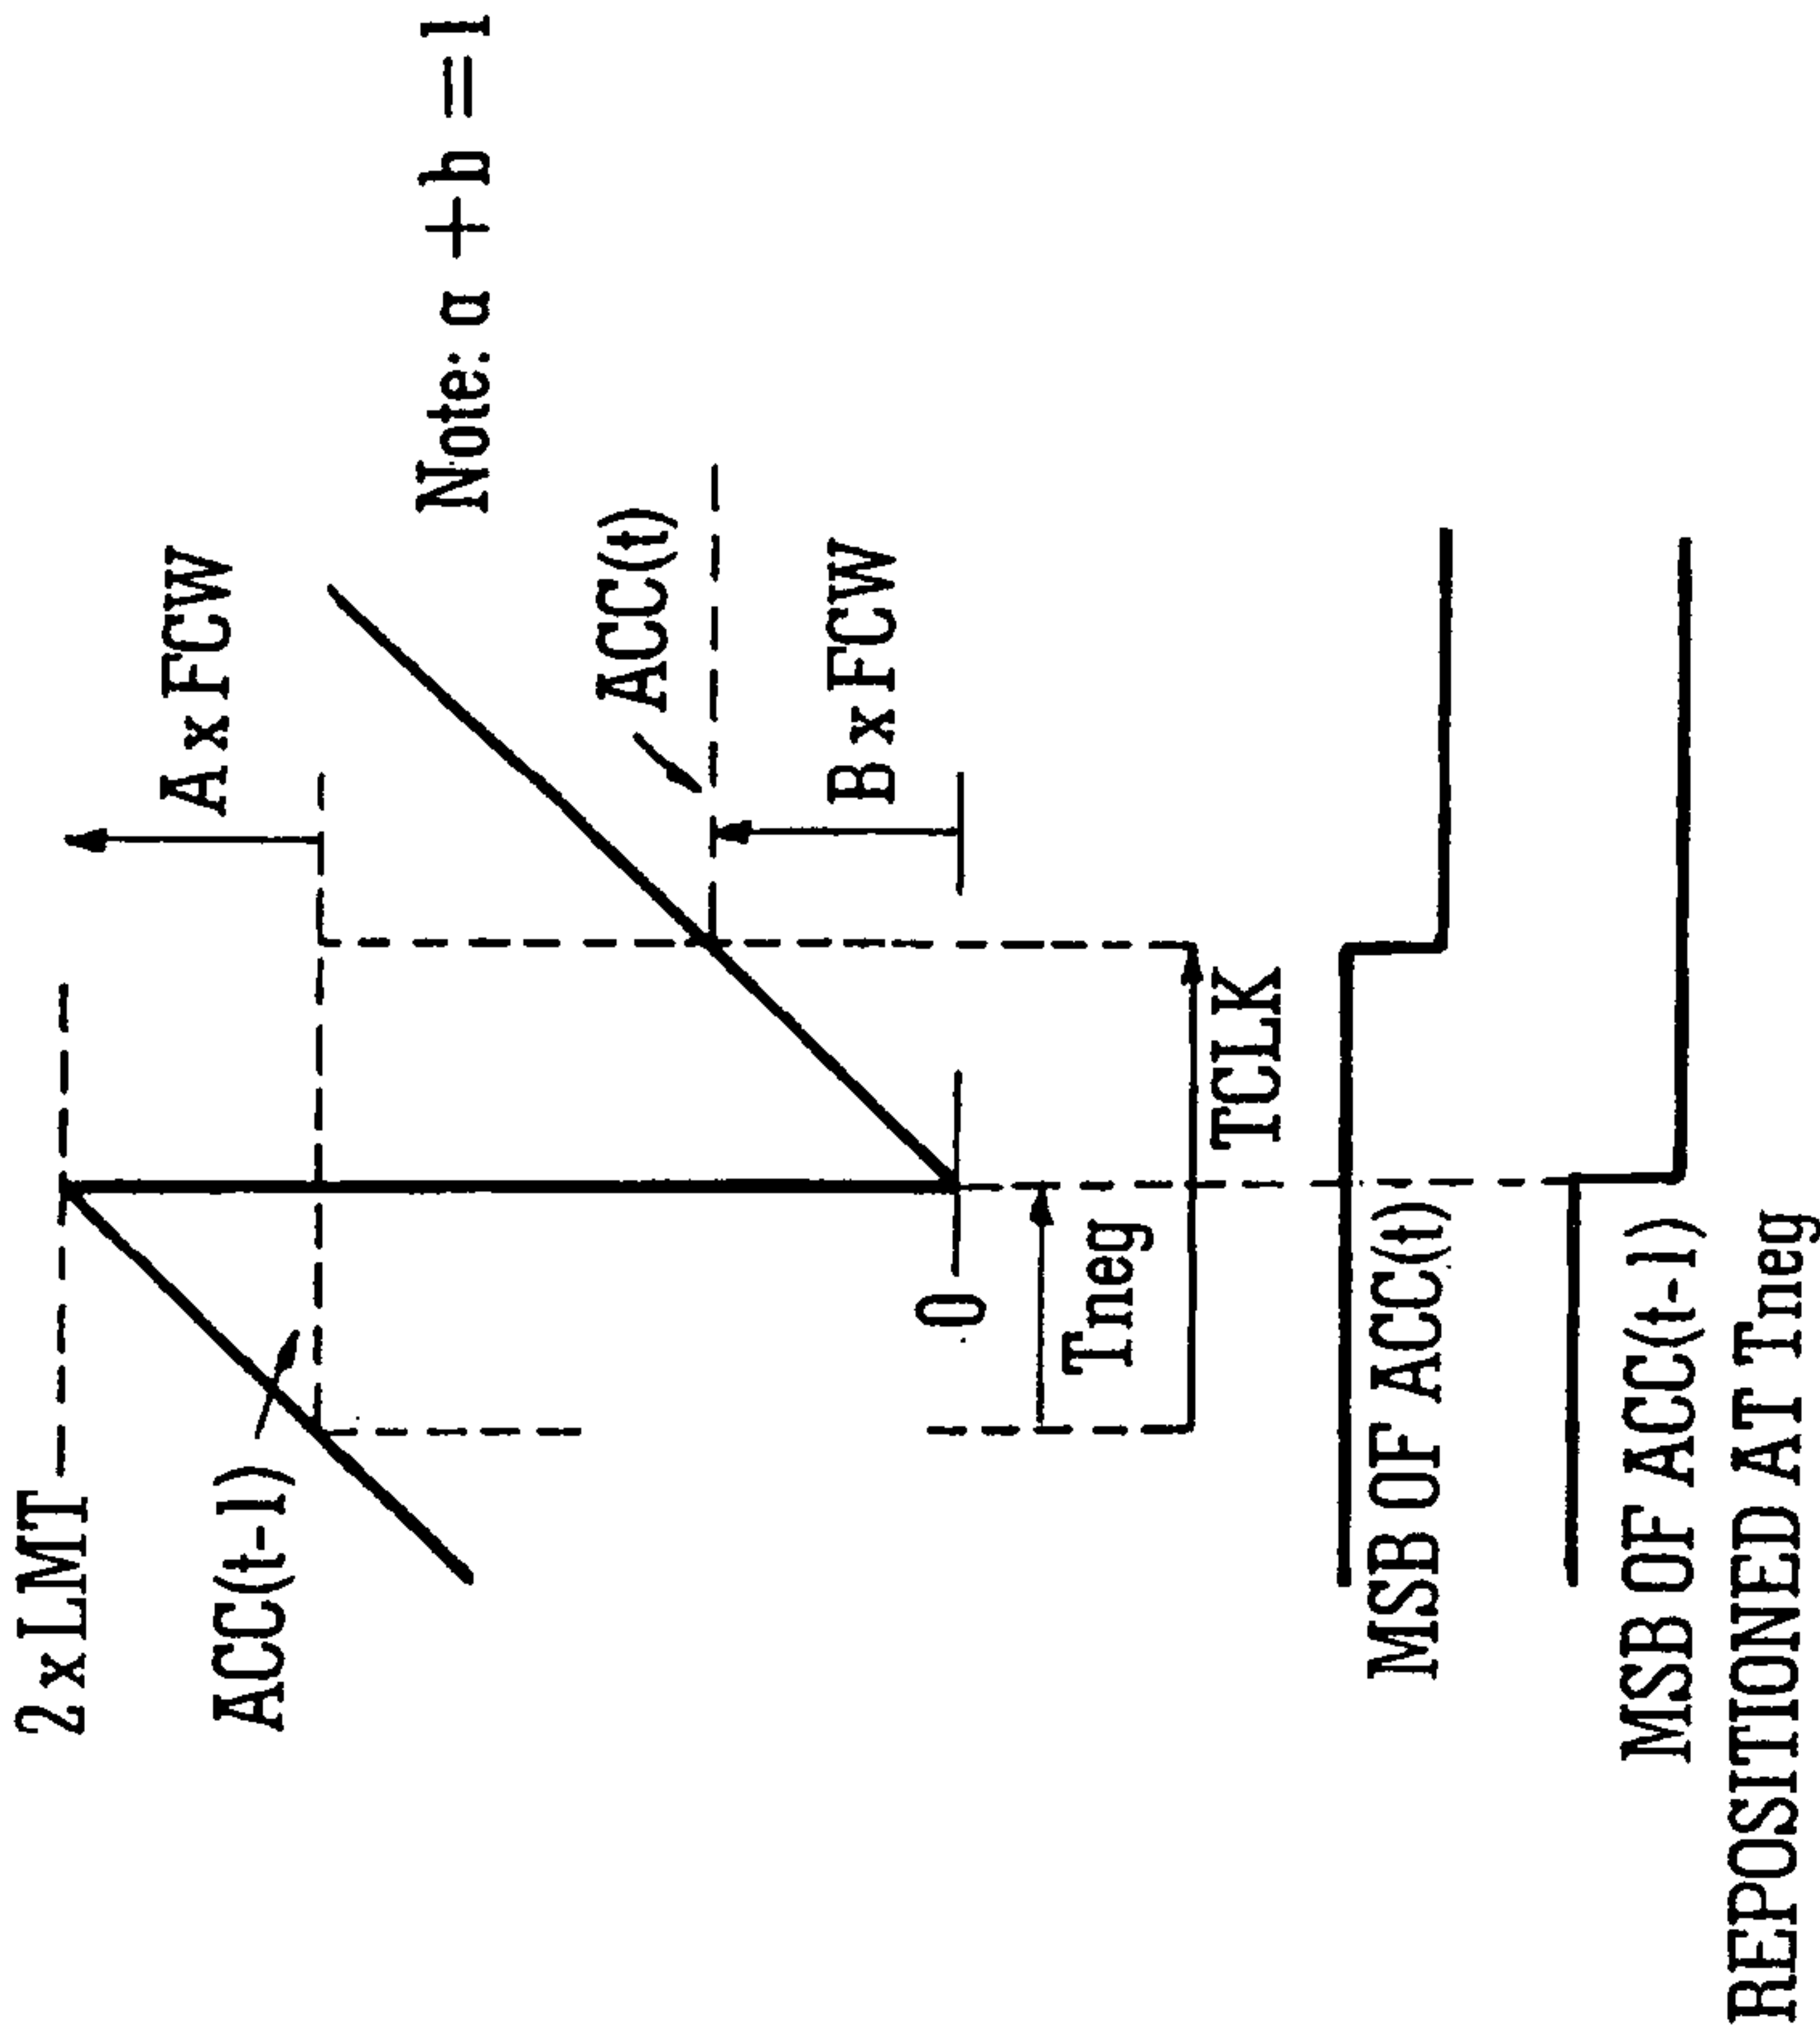 2 x LMT
A x FCW
ACC(t-1)
Note: a + b = 1
ACC(t)
B x FCW
0
Tneg
TCLK
MSB OF ACC(t)
MSB OF ACC(t-1)
REPOSITIONED AT Tneg